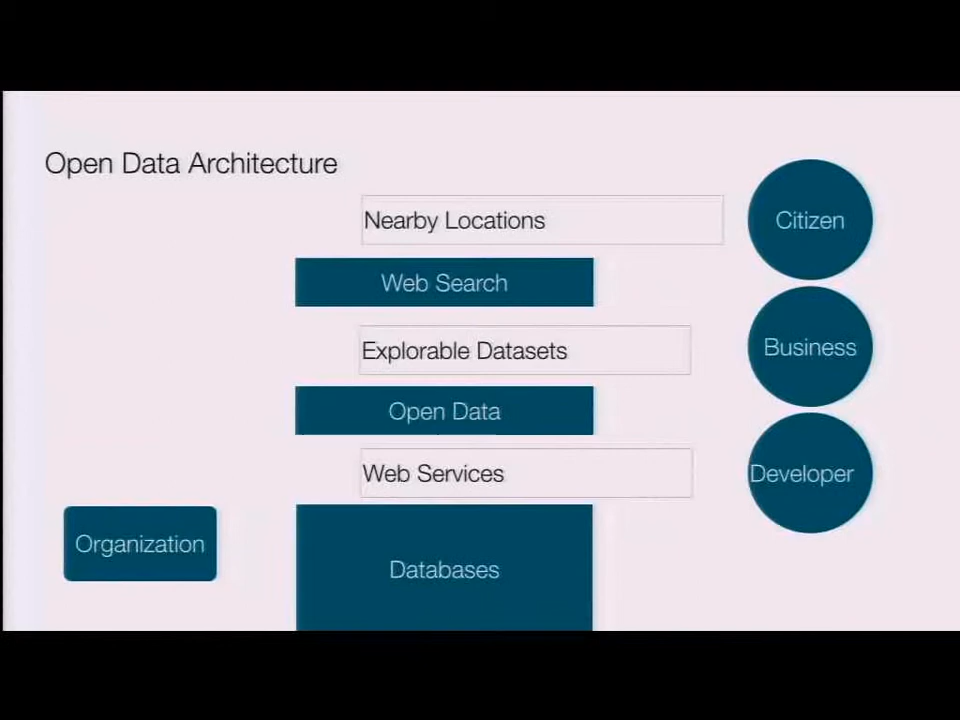 Open Data Architecture
Nearby Locations
Citizen
Web Search
Explorable Datasets
Business
Open Data
Web Services
Developer
Organization
Databases